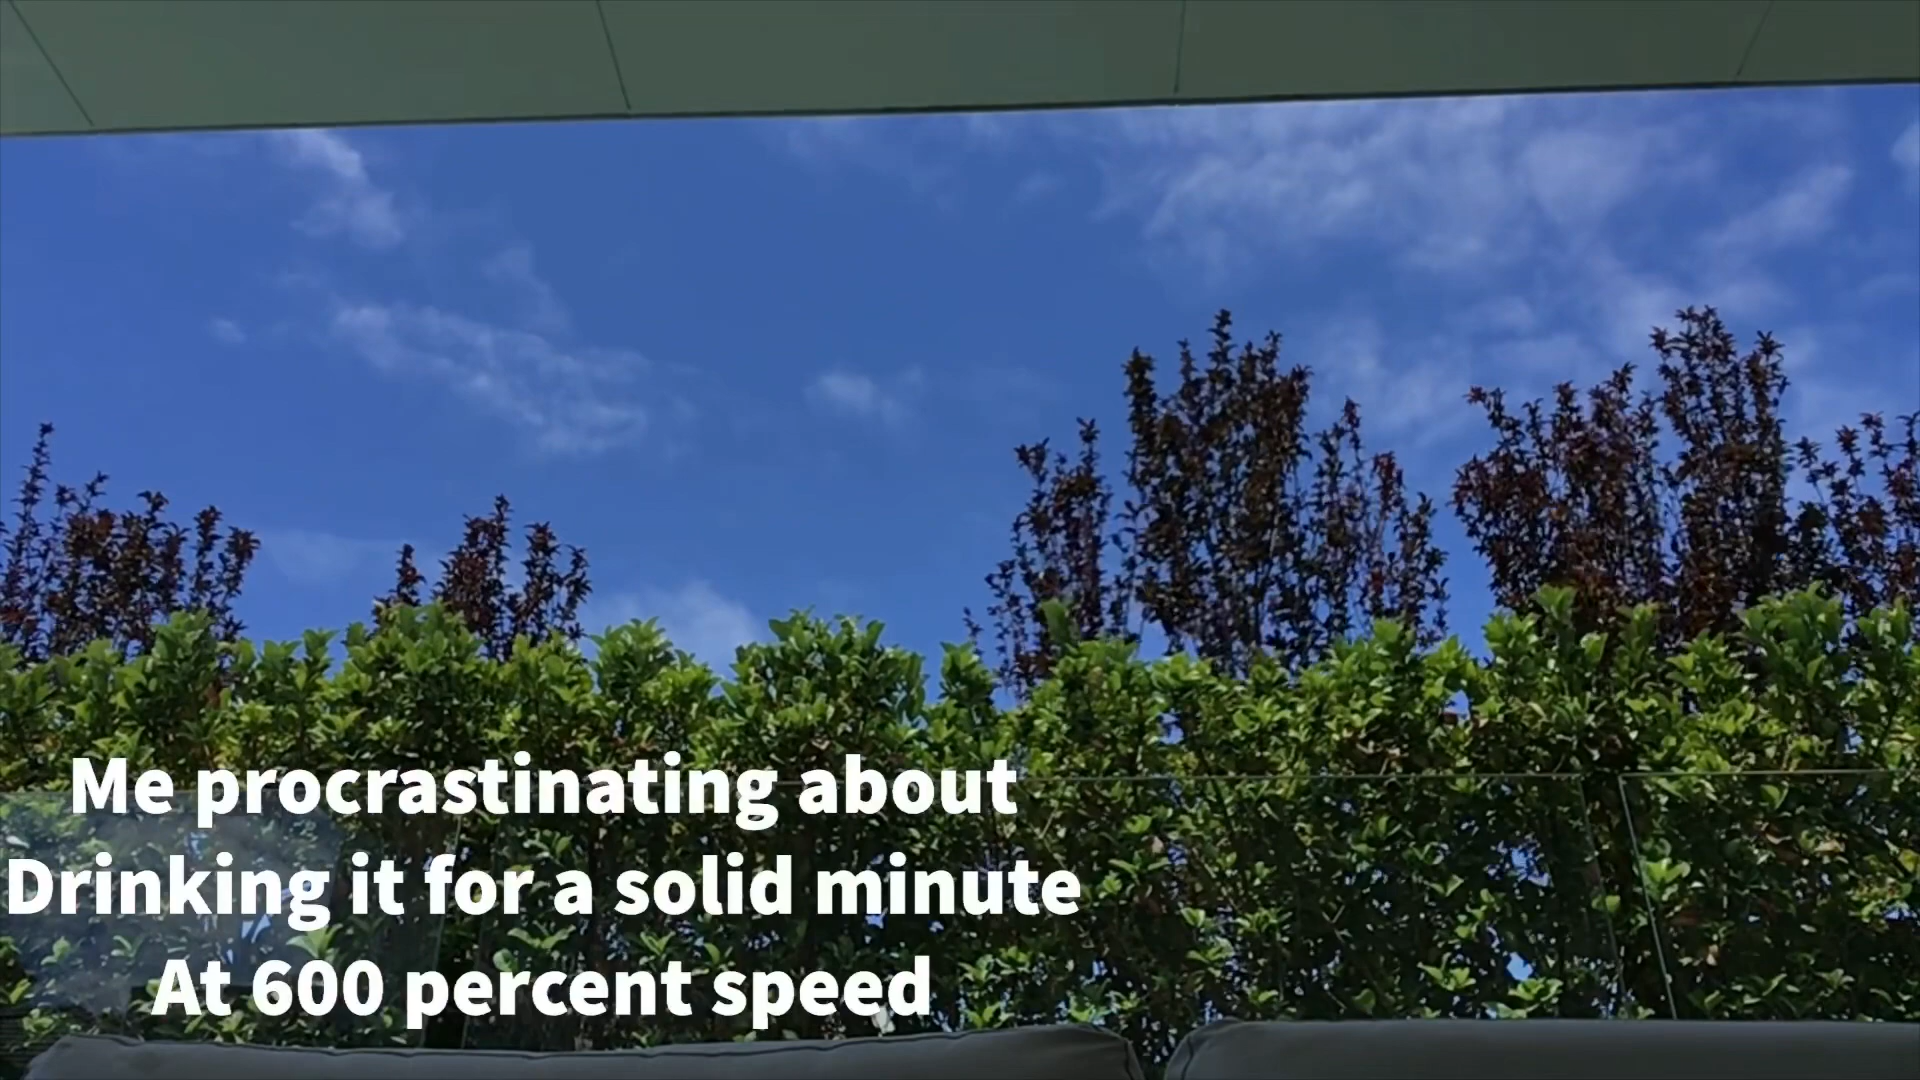 Me procrastinating about
Drinking it for a solid minute
At 600 percent speed